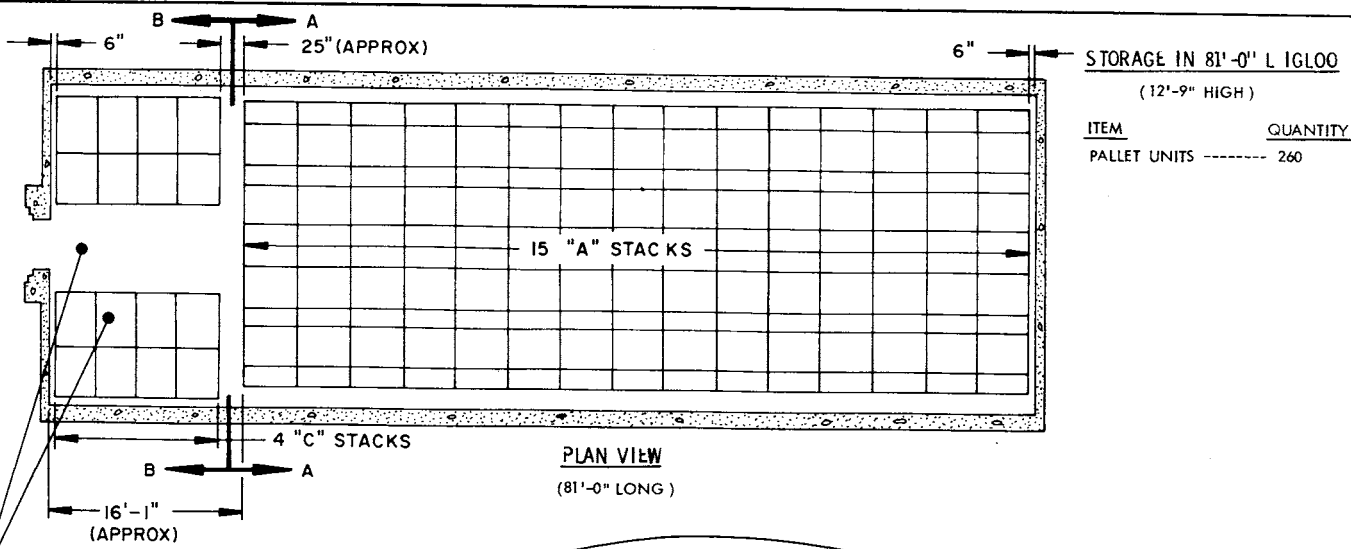 B A
6" 25" (APPROX) 6" STORAGE IN 81'-0" L IGLOO
(12'-9" HIGH)
ITEM QUANTITY
PALLET UNITS -------- 260
15 "A" STACKS
4 "C" STACKS
B A
PLAN VIEW
(81'-0" LONG)
16'-1"
(APPROX)